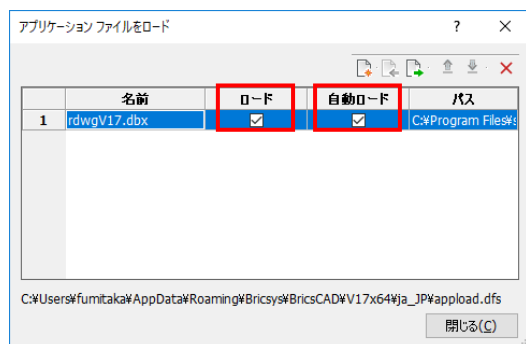 アプリケーション ファイルをロード
名前 ロード 自動ロード パス
1 rdwgV17.dbx C:¥Program Files¥s
C:¥Users¥fumitaka¥AppData¥Roaming¥Bricsys¥BricsCAD¥V17x64¥ja_JP¥appload.dfs
閉じる(C)